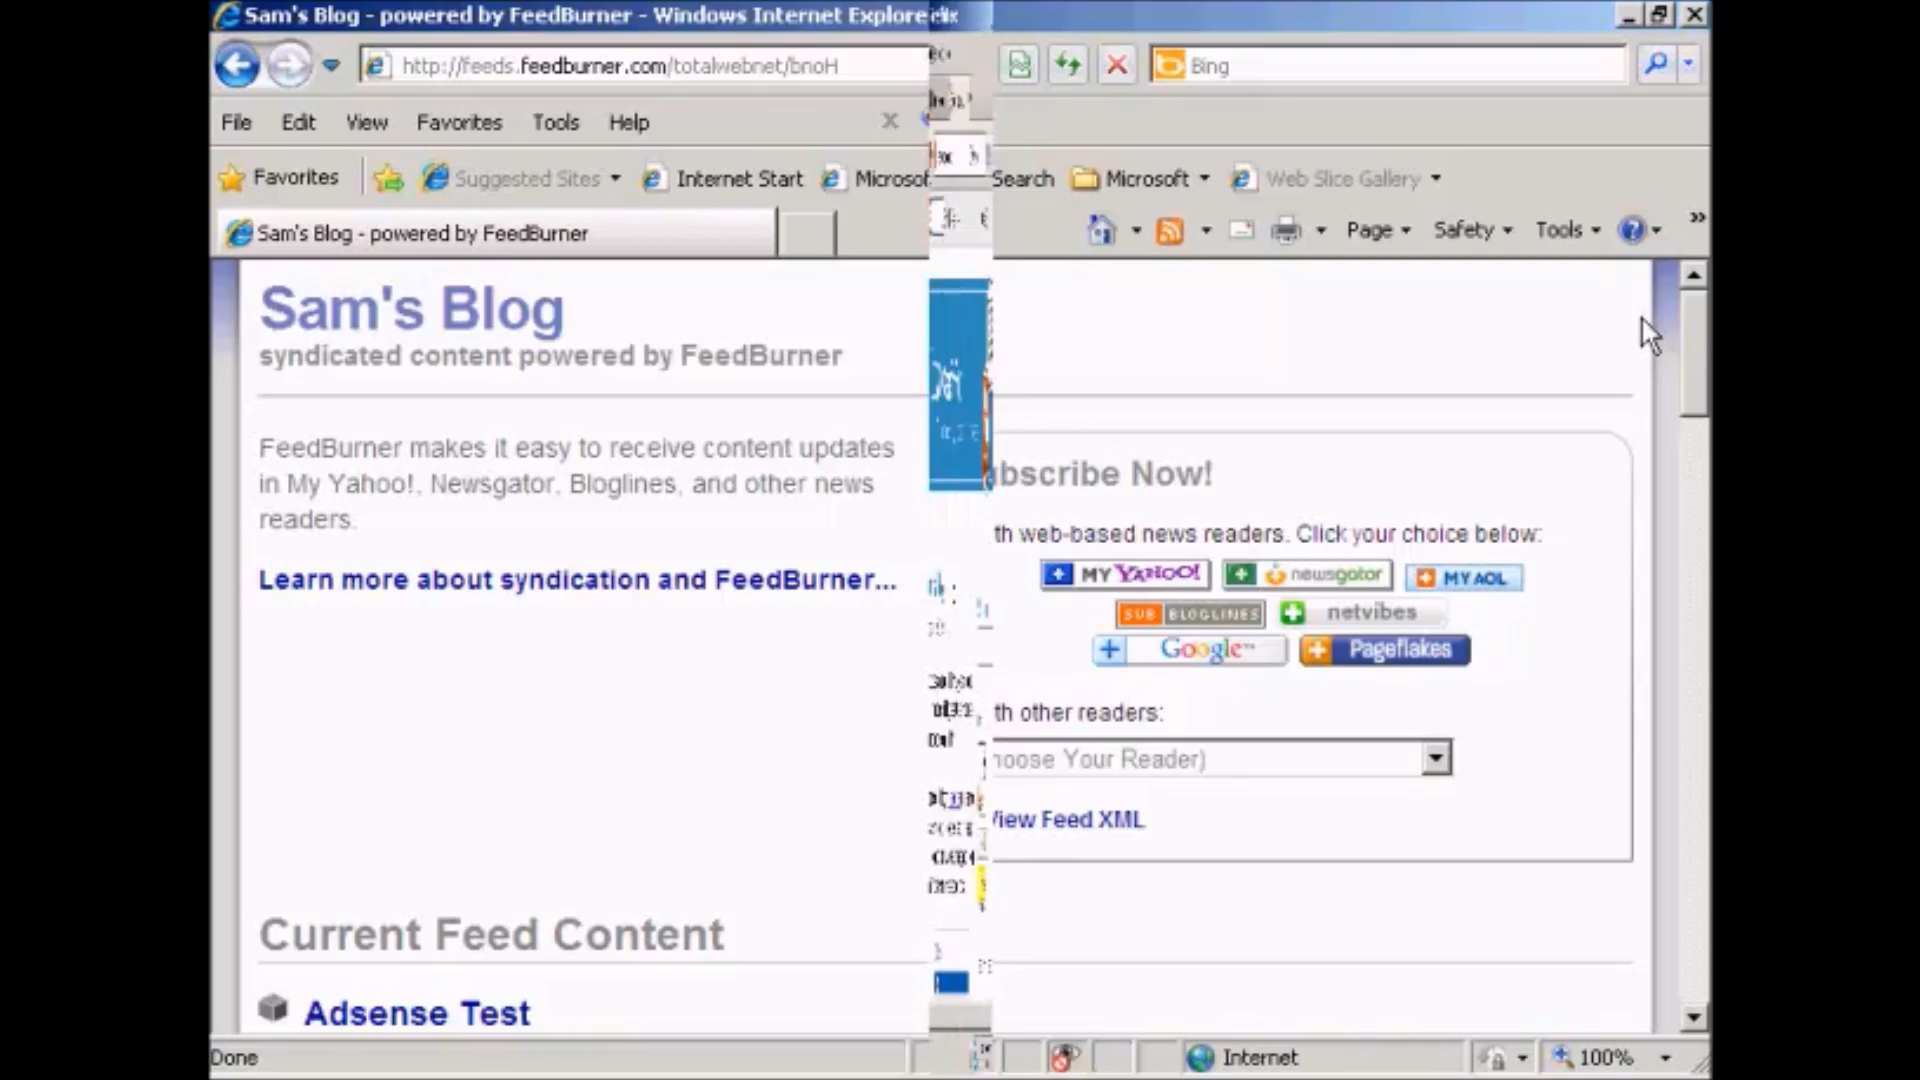 Sam's Blog - powered by FeedBurner - Windows Internet Explore
http://feeds.feedburner.com/totalwebnet/bnoH
Bing
File Edit View Favorites Tools Help
Favorites Suggested Sites Internet Start Microsof Search Microsoft Web Slice Gallery
Sam's Blog - powered by FeedBurner
Page Safety Tools
Sam's Blog
syndicated content powered by FeedBurner
FeedBurner makes it easy to receive content updates
in My Yahoo!, Newsgator, Bloglines, and other news
readers.
Learn more about syndication and FeedBurner...
ubscribe Now!
th web-based news readers. Click your choice below:
MY YAHOO! newsgator MY AOL
SUB BLOGLINES netvibes
Google™ Pageflakes
th other readers:
hoose Your Reader)
View Feed XML
Current Feed Content
Adsense Test
Done
Internet
100%